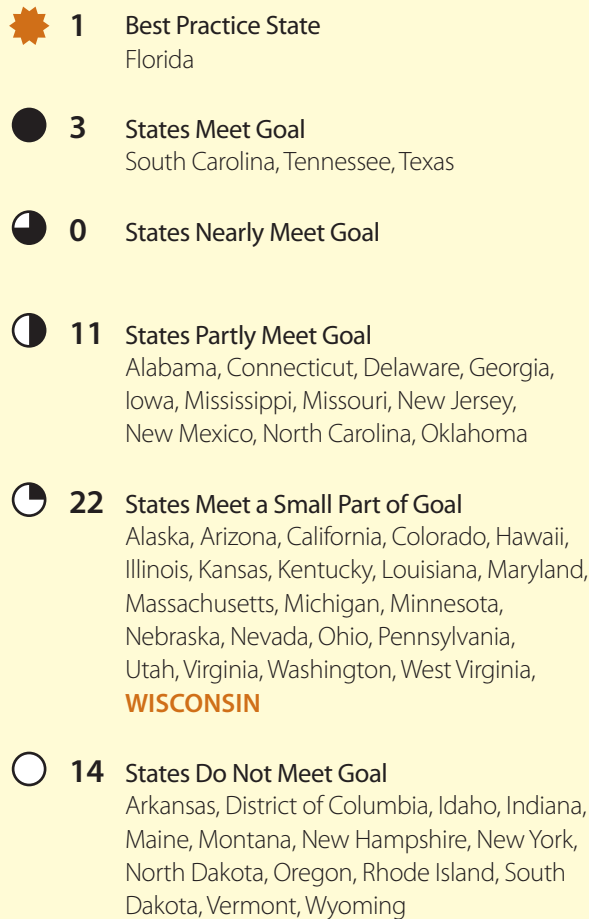 1 Best Practice State
Florida
3 States Meet Goal
South Carolina, Tennessee, Texas
0 States Nearly Meet Goal
11 States Partly Meet Goal
Alabama, Connecticut, Delaware, Georgia,
Iowa, Mississippi, Missouri, New Jersey,
New Mexico, North Carolina, Oklahoma
22 States Meet a Small Part of Goal
Alaska, Arizona, California, Colorado, Hawaii,
Illinois, Kansas, Kentucky, Louisiana, Maryland,
Massachusetts, Michigan, Minnesota,
Nebraska, Nevada, Ohio, Pennsylvania,
Utah, Virginia, Washington, West Virginia,
WISCONSIN
14 States Do Not Meet Goal
Arkansas, District of Columbia, Idaho, Indiana,
Maine, Montana, New Hampshire, New York,
North Dakota, Oregon, Rhode Island, South
Dakota, Vermont, Wyoming